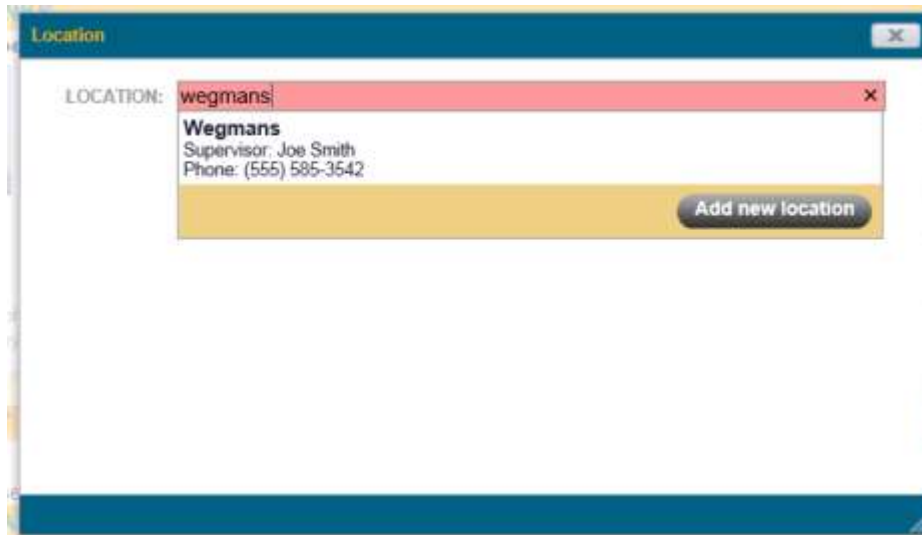 Location
LOCATION: wegmans
Wegmans
Supervisor: Joe Smith
Phone: (555) 585-3542
Add new location